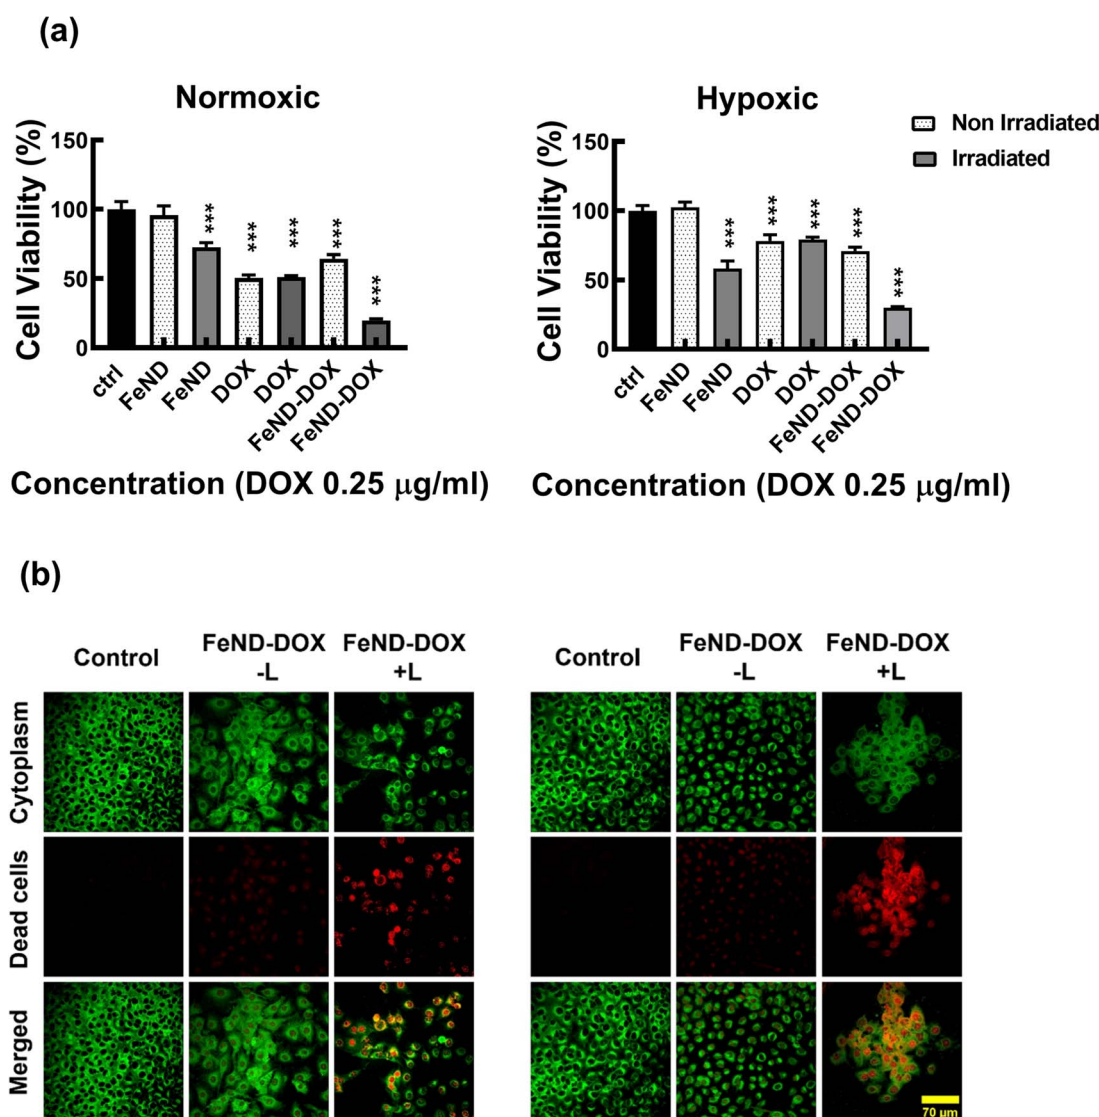 (a)
Normoxic
Cell Viability (%)
150
100
50
0
***
***
***
***
***
ctrl
FeND
FeND
DOX
DOX
FeND-DOX
FeND-DOX
Concentration (DOX 0.25 μg/ml)
Hypoxic
Cell Viability (%)
150
100
50
0
***
***
***
***
***
ctrl
FeND
FeND
DOX
DOX
FeND-DOX
FeND-DOX
Concentration (DOX 0.25 μg/ml)
Non Irradiated
Irradiated
(b)
Control
FeND-DOX
-L
FeND-DOX
+L
Control
FeND-DOX
-L
FeND-DOX
+L
Cytoplasm
Dead cells
Merged
70 μm